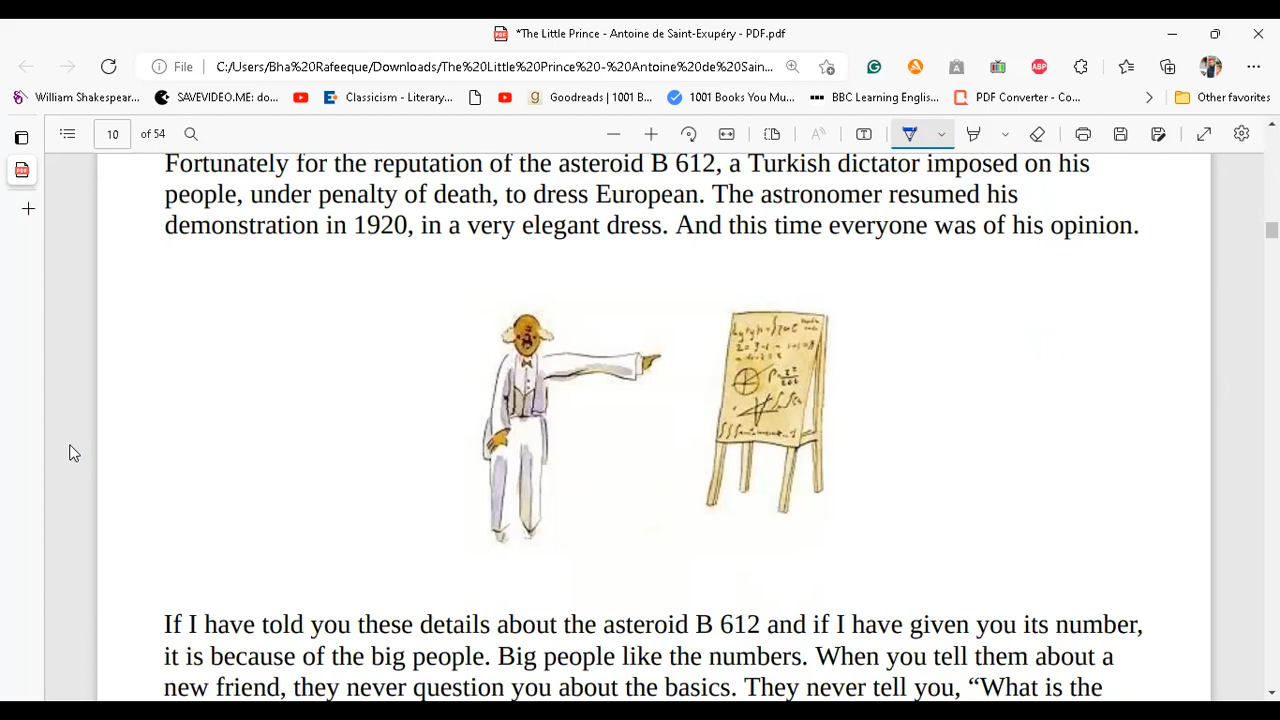 *The Little Prince - Antoine de Saint-Exupéry - PDF.pdf
File C:/Users/Bha%20Rafeeque/Downloads/The%20Little%20Prince%20-%20Antoine%20de%20Sain...
William Shakespear... SAVEVIDEO.ME: do... Classicism - Literary... Goodreads | 1001 B... 1001 Books You Mu... BBC Learning Englis... PDF Converter - Co... Other favorites
10 of 54
Fortunately for the reputation of the asteroid B 612, a Turkish dictator imposed on his
people, under penalty of death, to dress European. The astronomer resumed his
demonstration in 1920, in a very elegant dress. And this time everyone was of his opinion.
If I have told you these details about the asteroid B 612 and if I have given you its number,
it is because of the big people. Big people like the numbers. When you tell them about a
new friend, they never question you about the basics. They never tell you, “What is the